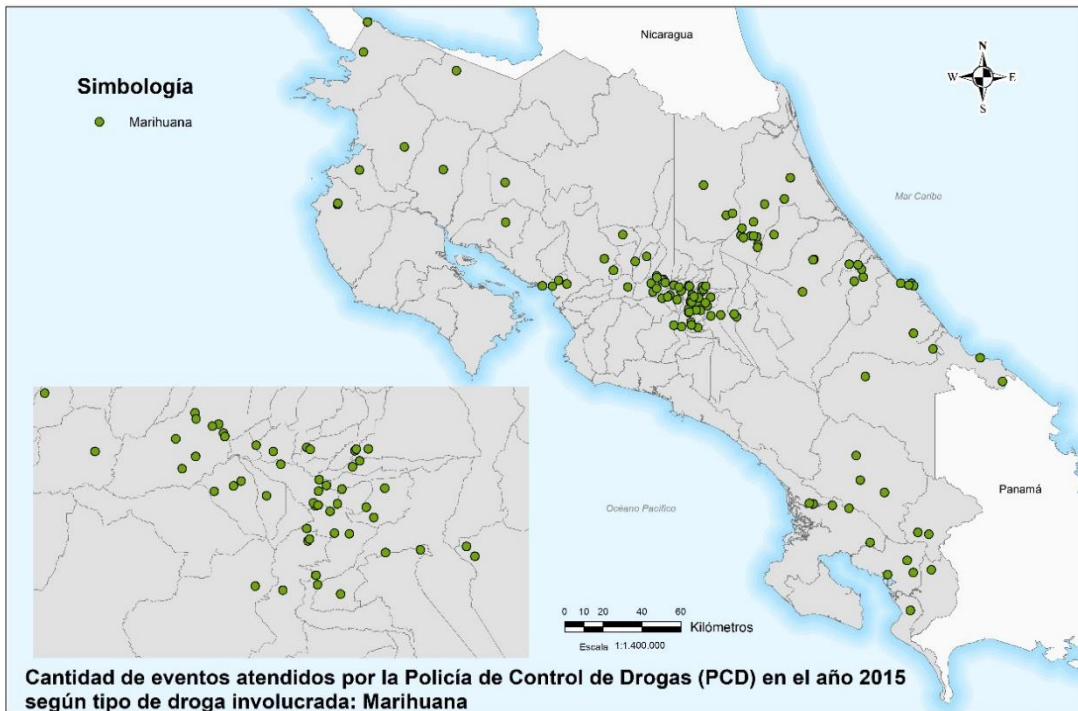 Nicaragua
N
W
E
S
Simbología
Marihuana
Mar Caribe
Panamá
Océano Pacífico
0 10 20 40 60
Kilómetros
Escala 1:1.400.000
Cantidad de eventos atendidos por la Policía de Control de Drogas (PCD) en el año 2015
según tipo de droga involucrada: Marihuana